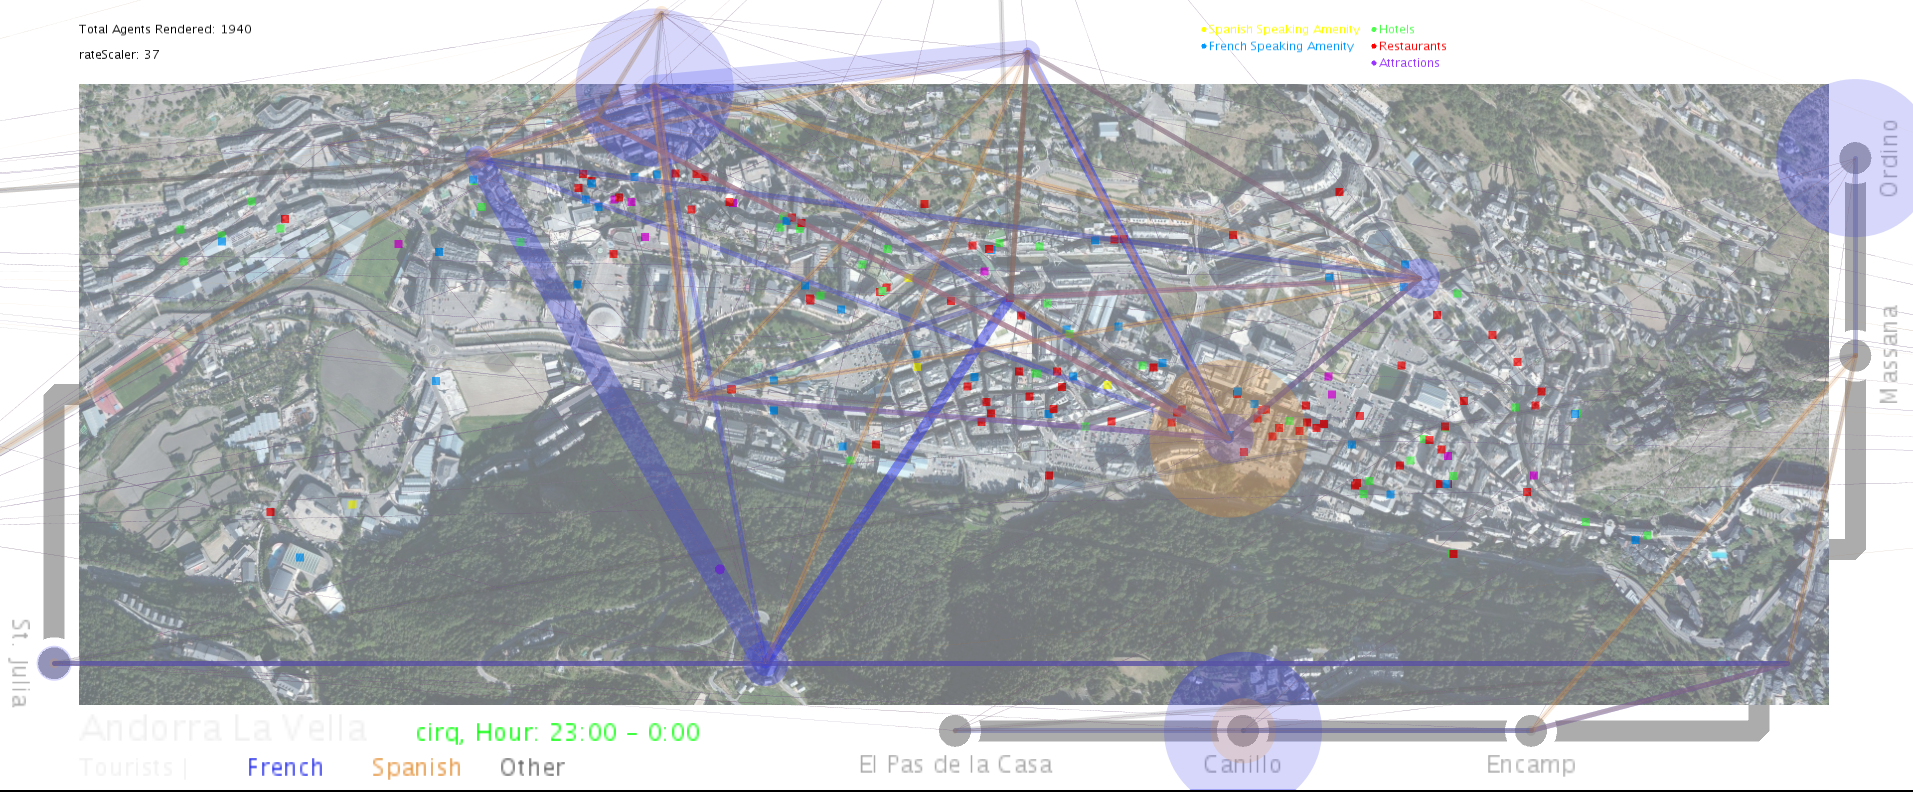 Total Agents Rendered: 1940
rateScaler: 37
Spanish Speaking Amenity
French Speaking Amenity
Hotels
Restaurants
Attractions
Ordino
Massana
St. Julia
Andorra La Vella
cirq, Hour: 23:00 – 0:00
Tourists |
French
Spanish
Other
El Pas de la Casa
Canillo
Encamp